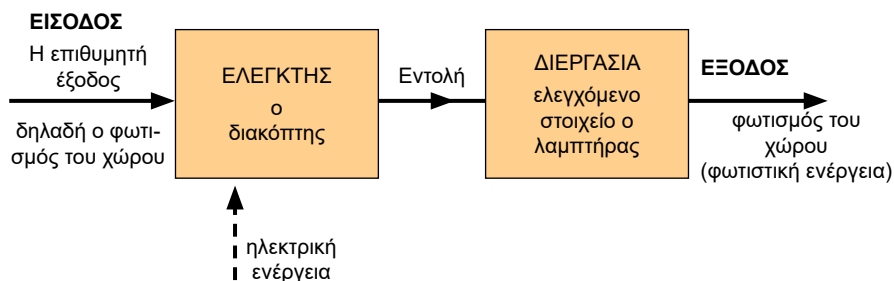 ΕΙΣΟΔΟΣ
Η επιθυμητή
έξοδος
δηλαδή ο φωτι-
σμός του χώρου
ΕΛΕΓΚΤΗΣ
ο
διακόπτης
ηλεκτρική
ενέργεια
Εντολή
ΔΙΕΡΓΑΣΙΑ
ελεγχόμενο
στοιχείο ο
λαμπτήρας
ΕΞΟΔΟΣ
φωτισμός του
χώρου
(φωτιστική ενέργεια)